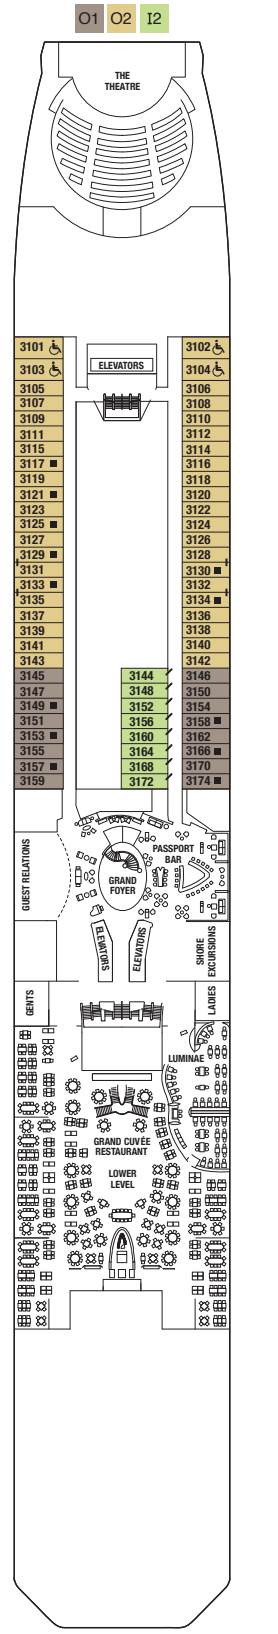 O1 O2 I2
THE
THEATRE
ELEVATORS
3101 3102
3103 3104
3105 3106
3107 3108
3109 3110
3111 3112
3115 3114
3117 3116
3119 3118
3121 3120
3123 3122
3125 3124
3127 3126
3129 3128
3131 3130
3133 3132
3135 3134
3137 3136
3139 3138
3141 3140
3143 3142
3145 3144 3146
3147 3148 3150
3149 3152 3154
3151 3156 3158
3153 3160 3162
3155 3164 3166
3157 3168 3170
3159 3172 3174
GUEST RELATIONS
PASSPORT
BAR
GRAND
FOYER
ELEVATORS
ELEVATORS
SHORE
EXCURSIONS
GENTS
LADIES
LUMINAE
GRAND CUVÉE
RESTAURANT
LOWER
LEVEL